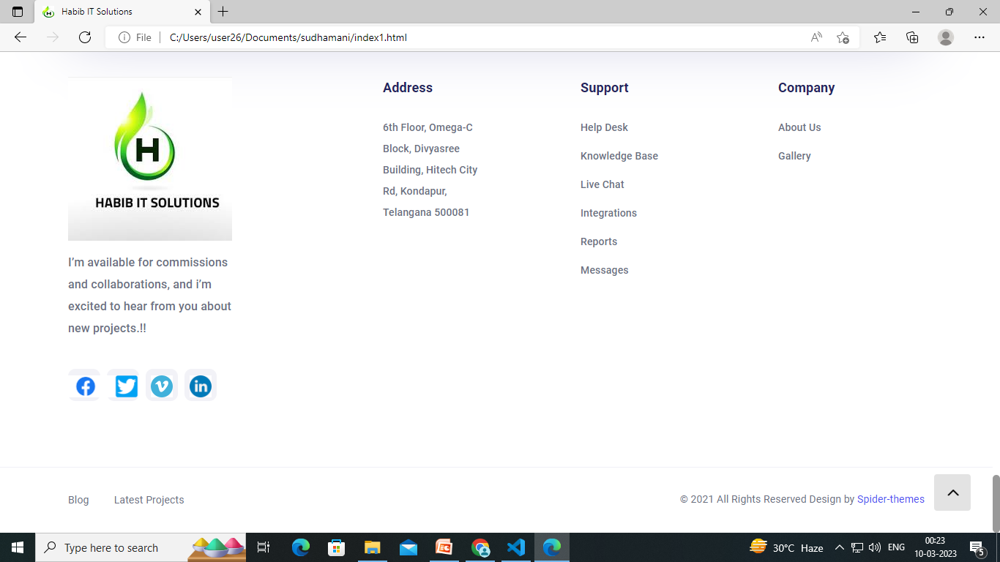 Habib IT Solutions
File
C:/Users/user26/Documents/sudhamani/index1.html
H
HABIB IT SOLUTIONS
I’m available for commissions
and collaborations, and i’m
excited to hear from you about
new projects.!!
Address
6th Floor, Omega-C
Block, Divyasree
Building, Hitech City
Rd, Kondapur,
Telangana 500081
Support
Help Desk
Knowledge Base
Live Chat
Integrations
Reports
Messages
Company
About Us
Gallery
Blog
Latest Projects
© 2021 All Rights Reserved Design by Spider-themes
Type here to search
30°C Haze
ENG
00:23
10-03-2023
5